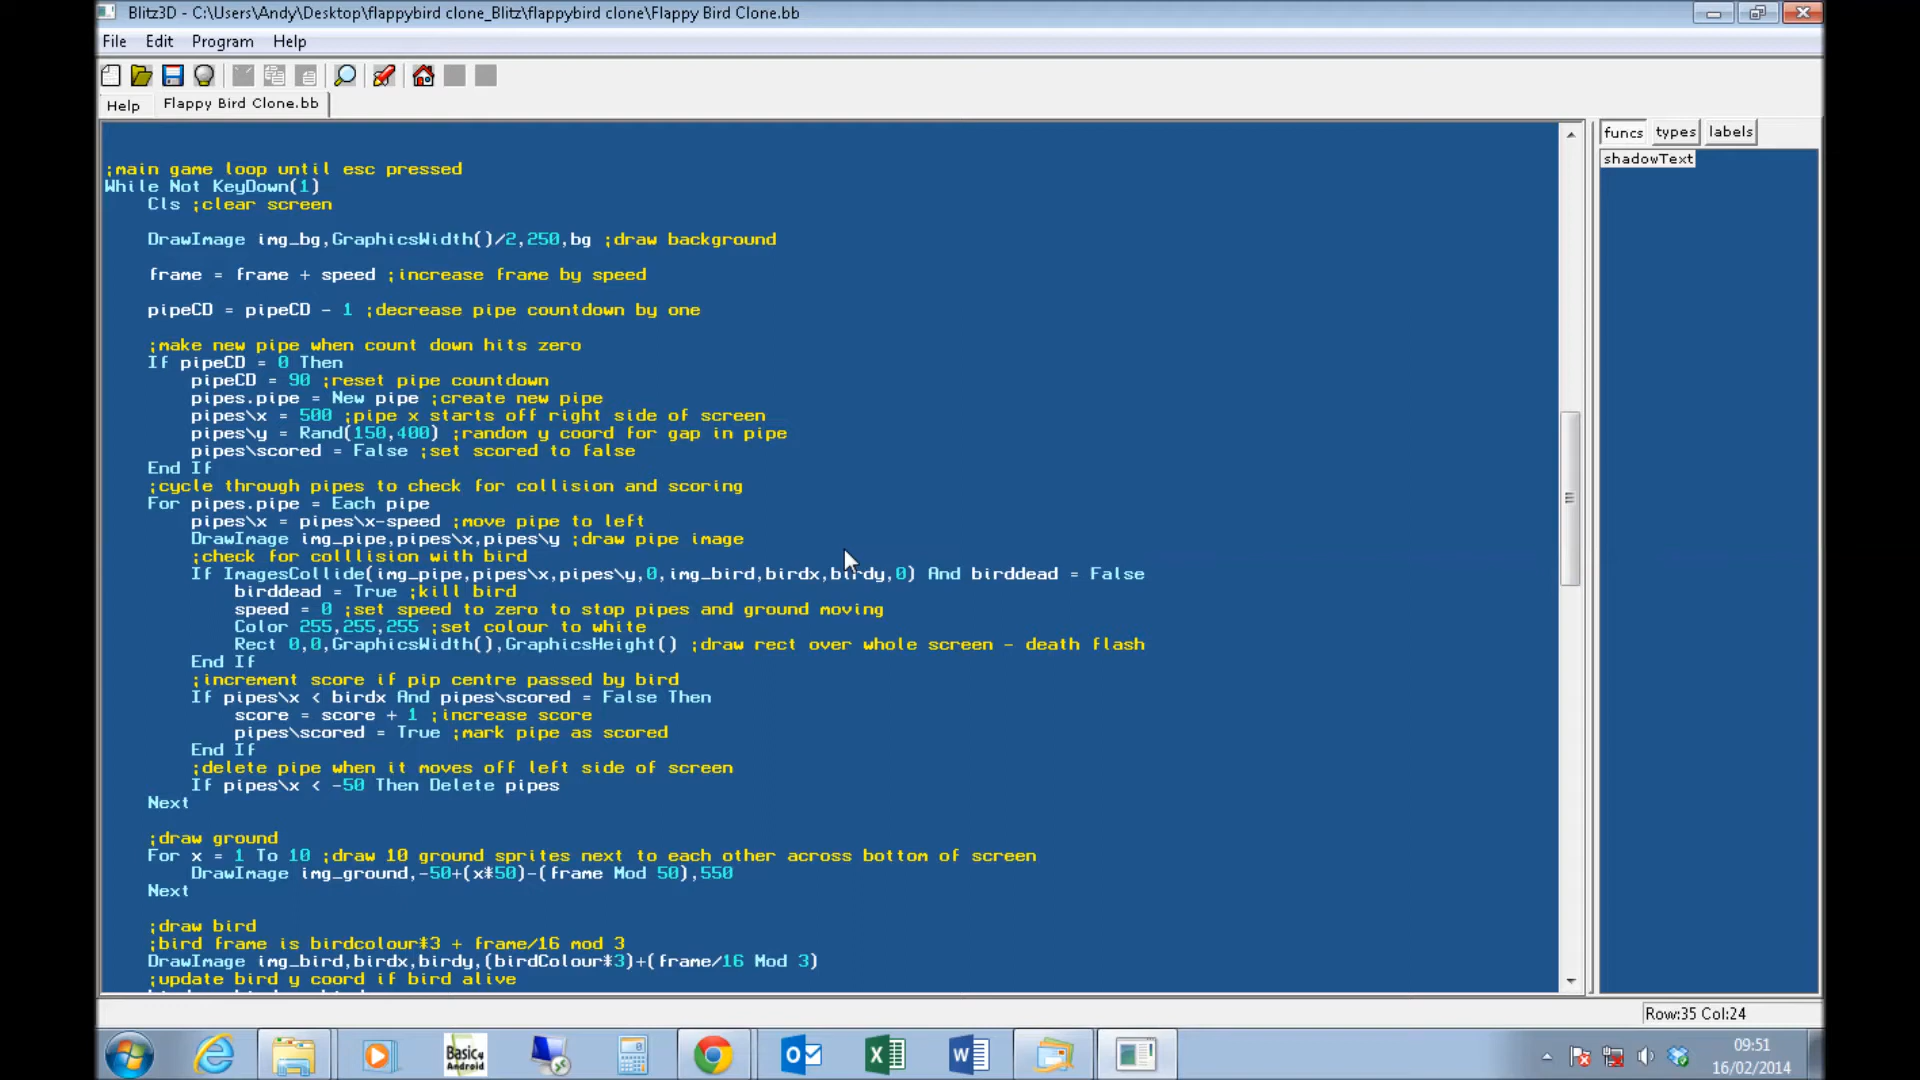 Blitz3D - C:\Users\Andy\Desktop\flappybird clone_Blitz\flappybird clone\Flappy Bird Clone.bb
File Edit Program Help
Help Flappy Bird Clone.bb
funcs types labels
shadowText
;main game loop until esc pressed
While Not KeyDown(1)
Cls ;clear screen
DrawImage img_bg,GraphicsWidth()/2,250,bg ;draw background
frame = frame + speed ;increase frame by speed
pipeCD = pipeCD - 1 ;decrease pipe countdown by one
;make new pipe when count down hits zero
If pipeCD = 0 Then
pipeCD = 90 ;reset pipe countdown
pipes.pipe = New pipe ;create new pipe
pipes\x = 500 ;pipe x starts off right side of screen
pipes\y = Rand(150,400) ;random y coord for gap in pipe
pipes\scored = False ;set scored to false
End If
;cycle through pipes to check for collision and scoring
For pipes.pipe = Each pipe
pipes\x = pipes\x-speed ;move pipe to left
DrawImage img_pipe,pipes\x,pipes\y ;draw pipe image
;check for colllision with bird
If ImagesCollide(img_pipe,pipes\x,pipes\y,0,img_bird,birdx,birdy,0) And birddead = False
birddead = True ;kill bird
speed = 0 ;set speed to zero to stop pipes and ground moving
Color 255,255,255 ;set colour to white
Rect 0,0,GraphicsWidth(),GraphicsHeight() ;draw rect over whole screen - death flash
End If
;increment score if pip centre passed by bird
If pipes\x < birdx And pipes\scored = False Then
score = score + 1 ;increase score
pipes\scored = True ;mark pipe as scored
End If
;delete pipe when it moves off left side of screen
If pipes\x < -50 Then Delete pipes
Next
;draw ground
For x = 1 To 10 ;draw 10 ground sprites next to each other across bottom of screen
DrawImage img_ground,-50+(x*50)-(frame Mod 50),550
Next
;draw bird
;bird frame is birdcolour*3 + frame/16 mod 3
DrawImage img_bird,birdx,birdy,(birdColour*3)+(frame/16 Mod 3)
;update bird y coord if bird alive
Row:35 Col:24
Basic4
Android
09:51
16/02/2014